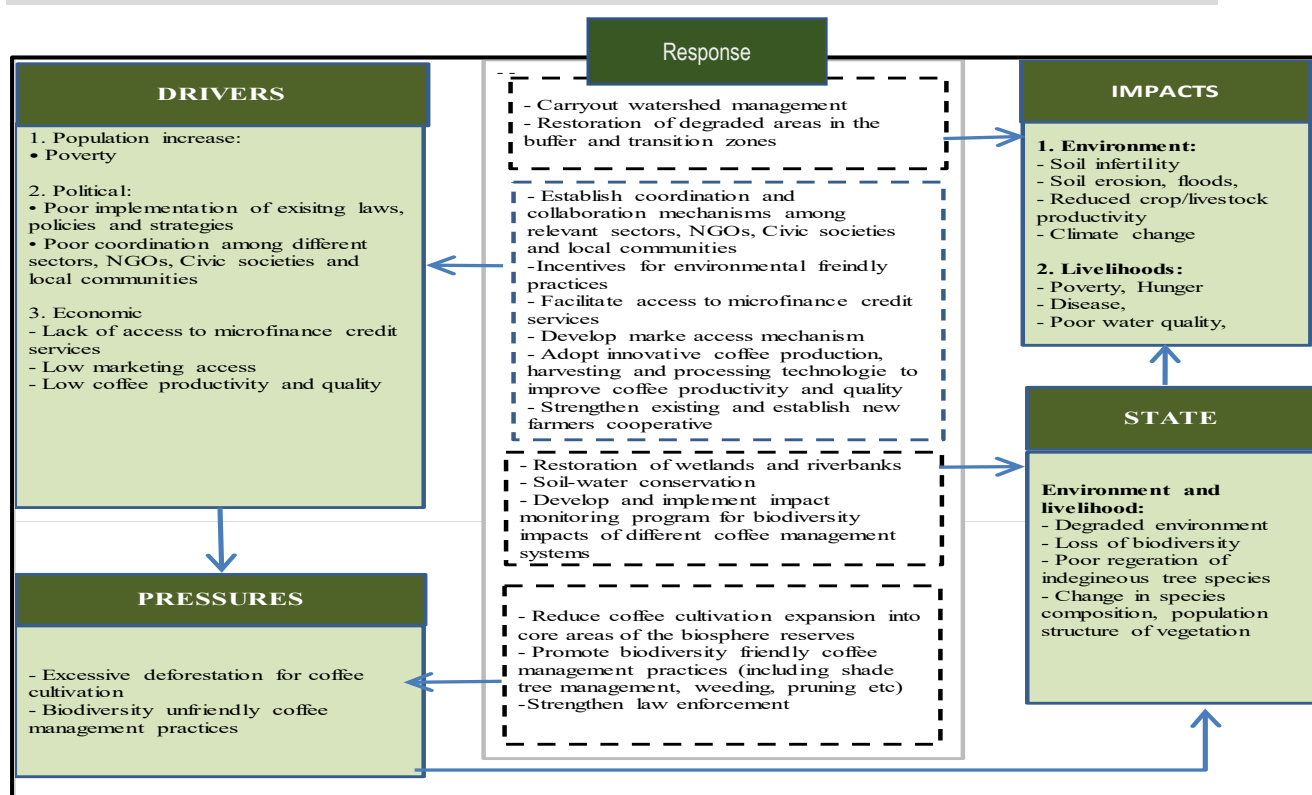 Response
DRIVERS
1. Population increase:
• Poverty
2. Political:
• Poor implementation of exisitng laws,
policies and strategies
• Poor coordination among different
sectors, NGOs, Civic societies and
local communities
3. Economic
- Lack of access to microfinance credit
services
- Low marketing access
- Low coffee productivity and quality
PRESSURES
- Excessive deforestation for coffee
cultivation
- Biodiversity unfriendly coffee
management practices
- -
- Carryout watershed management
- Restoration of degraded areas in the
buffer and transition zones
- Establish coordination and
collaboration mechanisms among
relevant sectors, NGOs, Civic societies
and local communities
-Incentives for environmental freindly
practices
- Facilitate access to microfinance credit
services
- Develop marke access mechanism
- Adopt innovative coffee production,
harvesting and processing technologie to
improve coffee productivity and quality
- Strengthen existing and establish new
farmers cooperative
- Restoration of wetlands and riverbanks
- Soil-water conservation
- Develop and implement impact
monitoring program for biodiversity
impacts of different coffee management
systems
- Reduce coffee cultivation expansion into
core areas of the biosphere reserves
- Promote biodiversity friendly coffee
management practices (including shade
tree management, weeding, pruning etc)
-Strengthen law enforcement
IMPACTS
1. Environment:
- Soil infertility
- Soil erosion, floods,
- Reduced crop/livestock
productivity
- Climate change
2. Livelihoods:
- Poverty, Hunger
- Disease,
- Poor water quality,
STATE
Environment and
livelihood:
- Degraded environment
- Loss of biodiversity
- Poor regeration of
indegineous tree species
- Change in species
composition, population
structure of vegetation